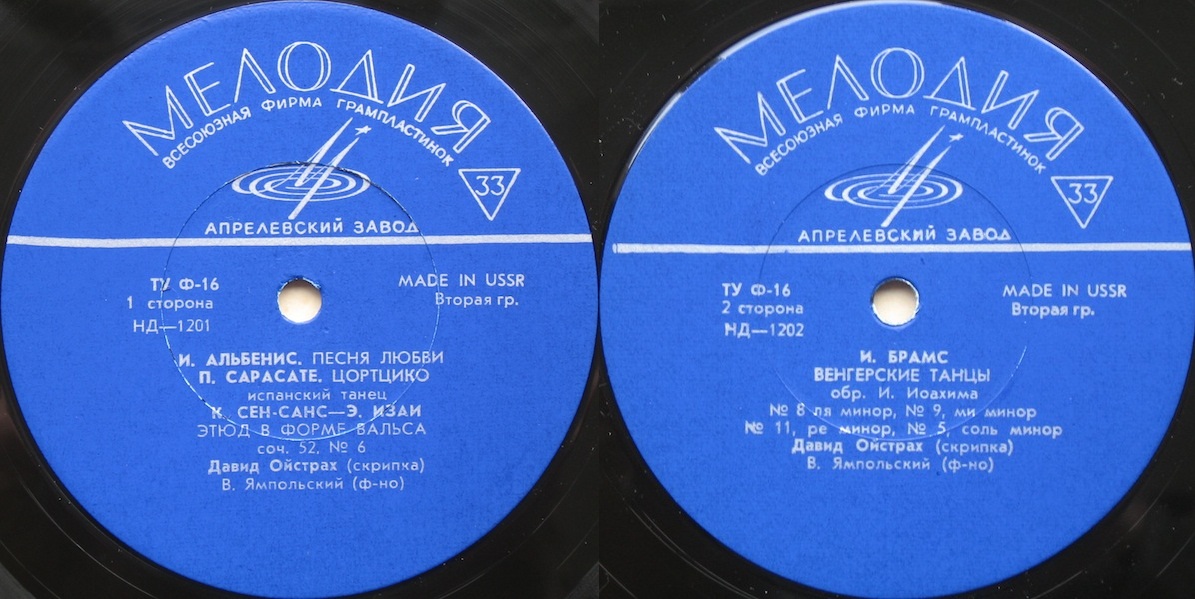 МЕЛОДИЯ
ВСЕСОЮЗНАЯ ФИРМА ГРАМПЛАСТИНОК
33
АПРЕЛЕВСКИЙ ЗАВОД
ТУ Ф-16
1 сторона
НД—1201
MADE IN USSR
Вторая гр.
И. АЛЬБЕНИС. ПЕСНЯ ЛЮБВИ
П. САРАСАТЕ. ЦОРТЦИКО
испанский танец
К. СЕН-САНС—Э. ИЗАИ
ЭТЮД В ФОРМЕ ВАЛЬСА
соч. 52, № 6
Давид Ойстрах (скрипка)
В. Ямпольский (ф-но)
МЕЛОДИЯ
ВСЕСОЮЗНАЯ ФИРМА ГРАМПЛАСТИНОК
33
АПРЕЛЕВСКИЙ ЗАВОД
ТУ Ф-16
2 сторона
НД—1202
MADE IN USSR
Вторая гр.
И. БРАМС
ВЕНГЕРСКИЕ ТАНЦЫ
обр. И. Иоахима
№ 8 ля минор, № 9, ми минор
№ 11, ре минор, № 5, соль минор
Давид Ойстрах (скрипка)
В. Ямпольский (ф-но)